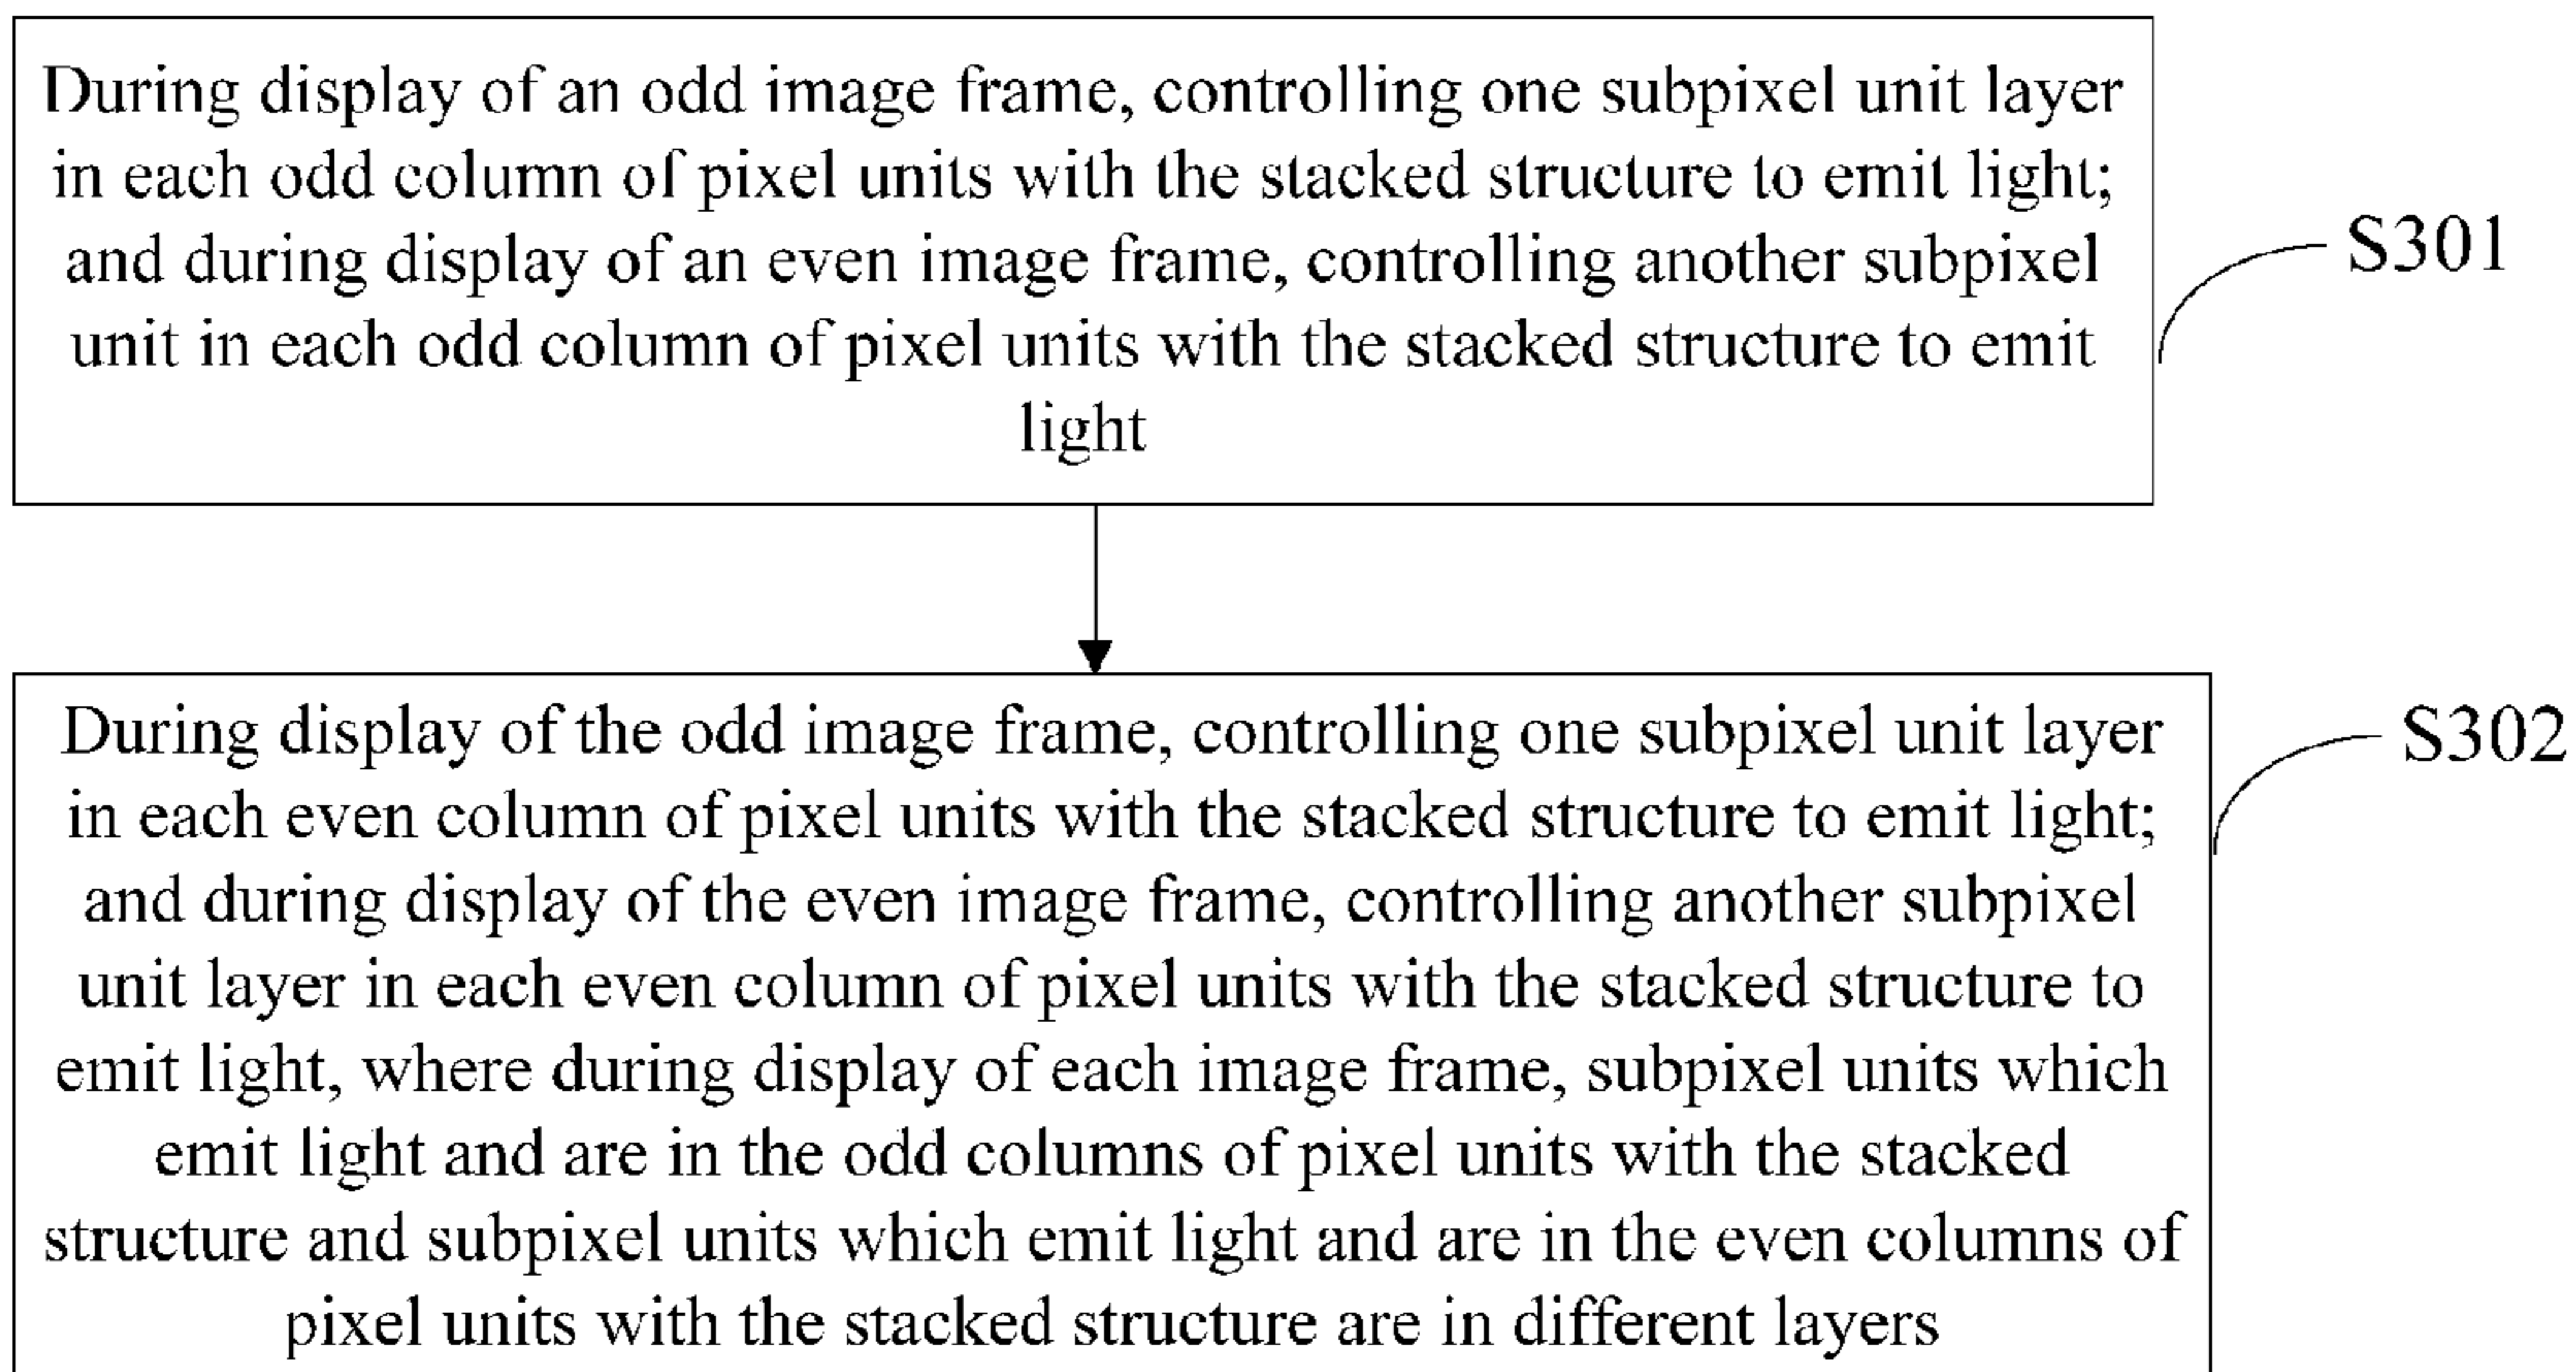 During display of an odd image frame, controlling one subpixel unit layer
in each odd column of pixel units with the stacked structure to emit light;
and during display of an even image frame, controlling another subpixel
unit in each odd column of pixel units with the stacked structure to emit
light
S301
During display of the odd image frame, controlling one subpixel unit layer
in each even column of pixel units with the stacked structure to emit light;
and during display of the even image frame, controlling another subpixel
unit layer in each even column of pixel units with the stacked structure to
emit light, where during display of each image frame, subpixel units which
emit light and are in the odd columns of pixel units with the stacked
structure and subpixel units which emit light and are in the even columns of
pixel units with the stacked structure are in different layers
S302